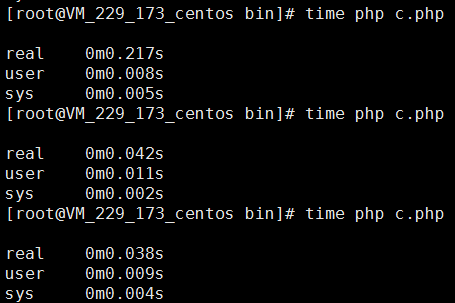 [root@VM_229_173_centos bin]# time php c.php
real 0m0.217s
user 0m0.008s
sys 0m0.005s
[root@VM_229_173_centos bin]# time php c.php
real 0m0.042s
user 0m0.011s
sys 0m0.002s
[root@VM_229_173_centos bin]# time php c.php
real 0m0.038s
user 0m0.009s
sys 0m0.004s